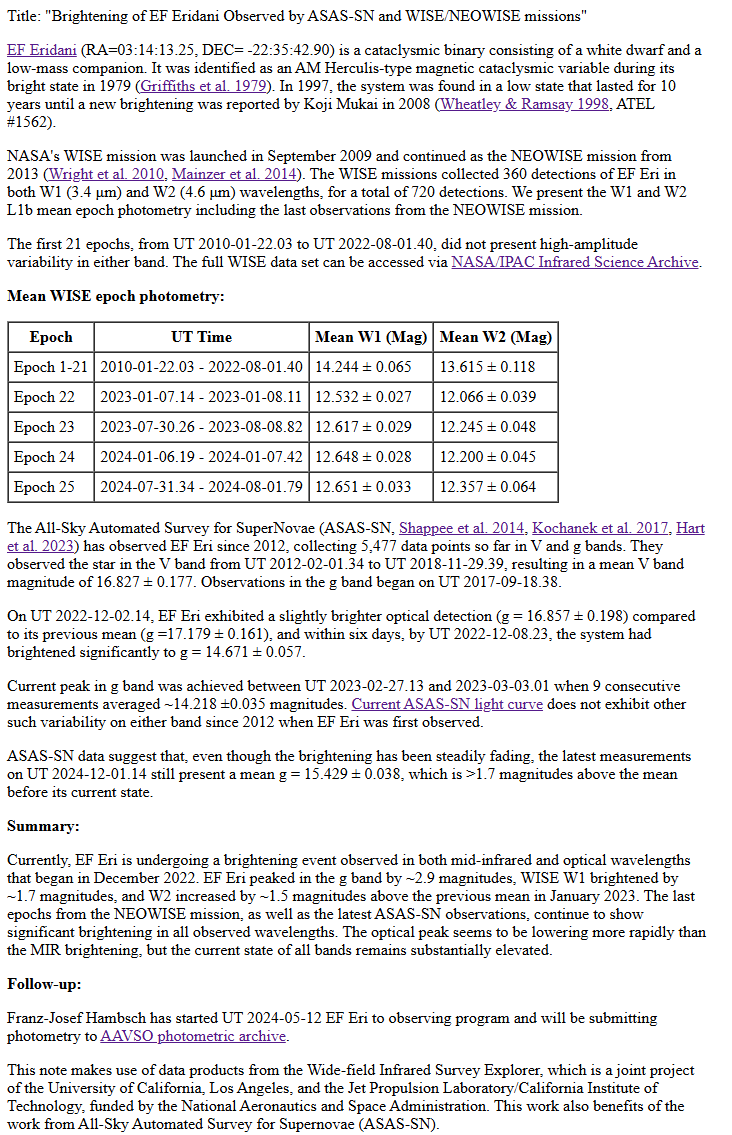 Title: "Brightening of EF Eridani Observed by ASAS-SN and WISE/NEOWISE missions"
EF Eridani (RA=03:14:13.25, DEC= -22:35:42.90) is a cataclysmic binary consisting of a white dwarf and a
low-mass companion. It was identified as an AM Herculis-type magnetic cataclysmic variable during its
bright state in 1979 (Griffiths et al. 1979). In 1997, the system was found in a low state that lasted for 10
years until a new brightening was reported by Koji Mukai in 2008 (Wheatley & Ramsay 1998, ATEL
#1562).
NASA's WISE mission was launched in September 2009 and continued as the NEOWISE mission from
2013 (Wright et al. 2010, Mainzer et al. 2014). The WISE missions collected 360 detections of EF Eri in
both W1 (3.4 μm) and W2 (4.6 μm) wavelengths, for a total of 720 detections. We present the W1 and W2
L1b mean epoch photometry including the last observations from the NEOWISE mission.
The first 21 epochs, from UT 2010-01-22.03 to UT 2022-08-01.40, did not present high-amplitude
variability in either band. The full WISE data set can be accessed via NASA/IPAC Infrared Science Archive.
Mean WISE epoch photometry:
Epoch UT Time Mean W1 (Mag) Mean W2 (Mag)
Epoch 1-21 2010-01-22.03 - 2022-08-01.40 14.244 ± 0.065 13.615 ± 0.118
Epoch 22 2023-01-07.14 - 2023-01-08.11 12.532 ± 0.027 12.066 ± 0.039
Epoch 23 2023-07-30.26 - 2023-08-08.82 12.617 ± 0.029 12.245 ± 0.048
Epoch 24 2024-01-06.19 - 2024-01-07.42 12.648 ± 0.028 12.200 ± 0.045
Epoch 25 2024-07-31.34 - 2024-08-01.79 12.651 ± 0.033 12.357 ± 0.064
The All-Sky Automated Survey for SuperNovae (ASAS-SN, Shappee et al. 2014, Kochanek et al. 2017, Hart
et al. 2023) has observed EF Eri since 2012, collecting 5,477 data points so far in V and g bands. They
observed the star in the V band from UT 2012-02-01.34 to UT 2018-11-29.39, resulting in a mean V band
magnitude of 16.827 ± 0.177. Observations in the g band began on UT 2017-09-18.38.
On UT 2022-12-02.14, EF Eri exhibited a slightly brighter optical detection (g = 16.857 ± 0.198) compared
to its previous mean (g =17.179 ± 0.161), and within six days, by UT 2022-12-08.23, the system had
brightened significantly to g = 14.671 ± 0.057.
Current peak in g band was achieved between UT 2023-02-27.13 and 2023-03-03.01 when 9 consecutive
measurements averaged ~14.218 ±0.035 magnitudes. Current ASAS-SN light curve does not exhibit other
such variability on either band since 2012 when EF Eri was first observed.
ASAS-SN data suggest that, even though the brightening has been steadily fading, the latest measurements
on UT 2024-12-01.14 still present a mean g = 15.429 ± 0.038, which is >1.7 magnitudes above the mean
before its current state.
Summary:
Currently, EF Eri is undergoing a brightening event observed in both mid-infrared and optical wavelengths
that began in December 2022. EF Eri peaked in the g band by ~2.9 magnitudes, WISE W1 brightened by
~1.7 magnitudes, and W2 increased by ~1.5 magnitudes above the previous mean in January 2023. The last
epochs from the NEOWISE mission, as well as the latest ASAS-SN observations, continue to show
significant brightening in all observed wavelengths. The optical peak seems to be lowering more rapidly than
the MIR brightening, but the current state of all bands remains substantially elevated.
Follow-up:
Franz-Josef Hambsch has started UT 2024-05-12 EF Eri to observing program and will be submitting
photometry to AAVSO photometric archive.
This note makes use of data products from the Wide-field Infrared Survey Explorer, which is a joint project
of the University of California, Los Angeles, and the Jet Propulsion Laboratory/California Institute of
Technology, funded by the National Aeronautics and Space Administration. This work also benefits of the
work from All-Sky Automated Survey for Supernovae (ASAS-SN).